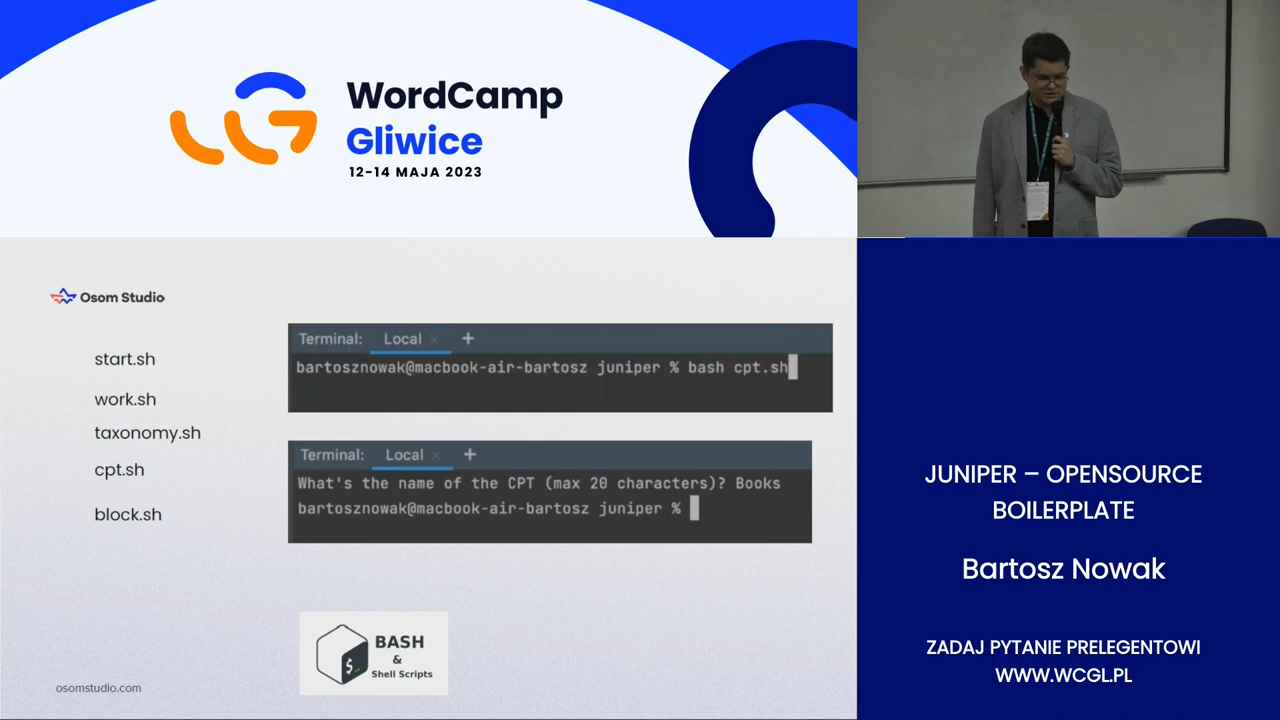 WordCamp
Gliwice
12-14 MAJA 2023
Osom Studio
start.sh
work.sh
taxonomy.sh
cpt.sh
block.sh
Terminal: Local × +
bartosznowak@macbook-air-bartosz juniper % bash cpt.sh
Terminal: Local × +
What's the name of the CPT (max 20 characters)? Books
bartosznowak@macbook-air-bartosz juniper %
$_
BASH
&
Shell Scripts
osomstudio.com
JUNIPER – OPENSOURCE
BOILERPLATE
Bartosz Nowak
ZADAJ PYTANIE PRELEGENTOWI
WWW.WCGL.PL